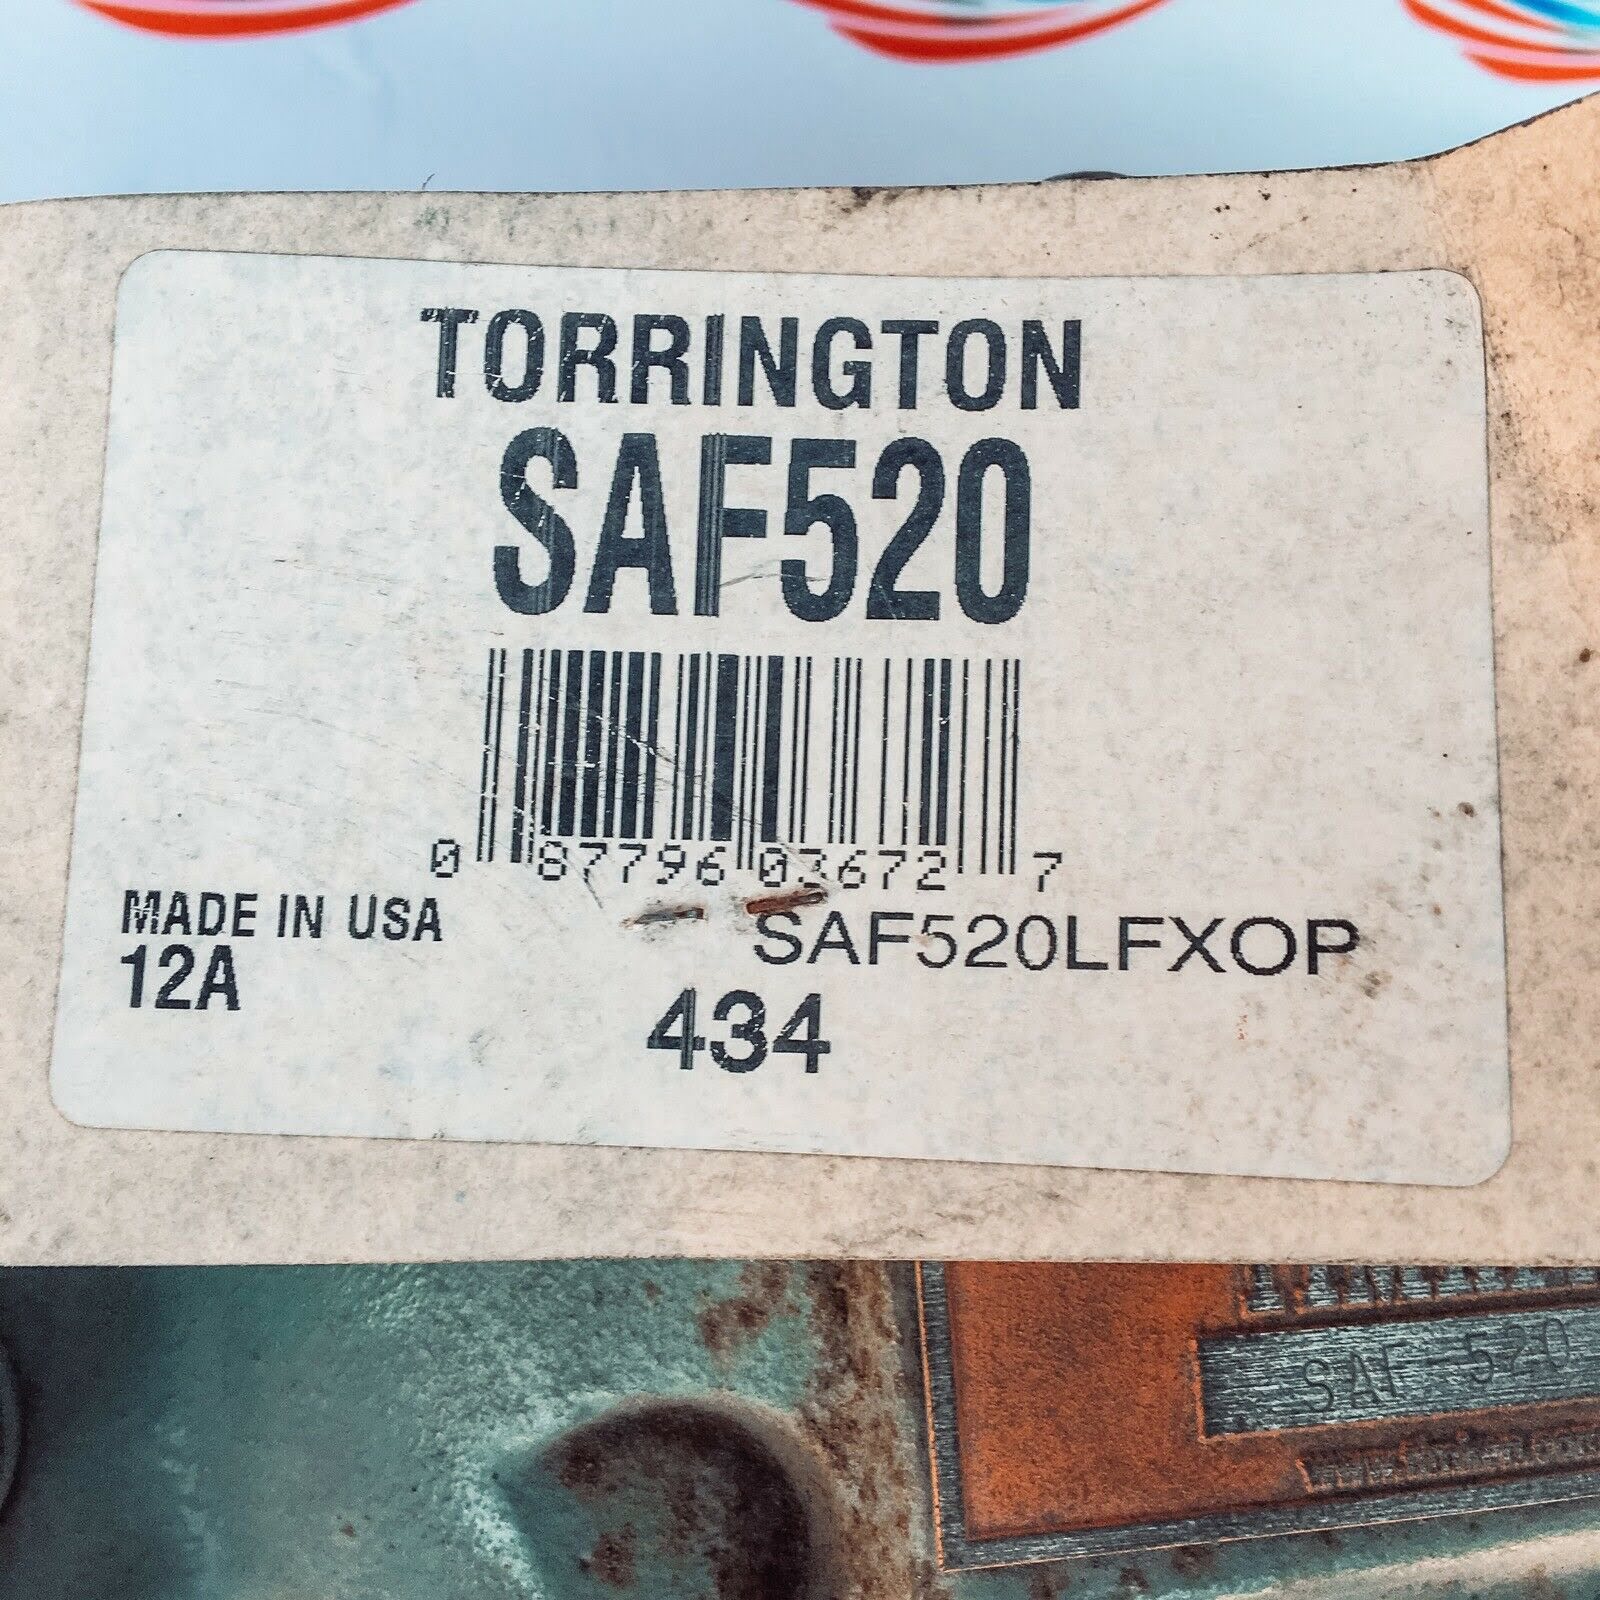 TORRINGTON
SAF520
0 87796 03672 7
MADE IN USA
SAF520LFXOP
12A
434
SAF 520